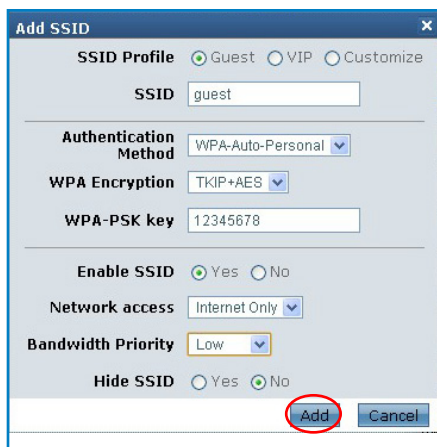 Add SSID ×
SSID Profile Guest VIP Customize
SSID guest
Authentication
Method WPA-Auto-Personal
WPA Encryption TKIP+AES
WPA-PSK key 12345678
Enable SSID Yes No
Network access Internet Only
Bandwidth Priority Low
Hide SSID Yes No
Add Cancel